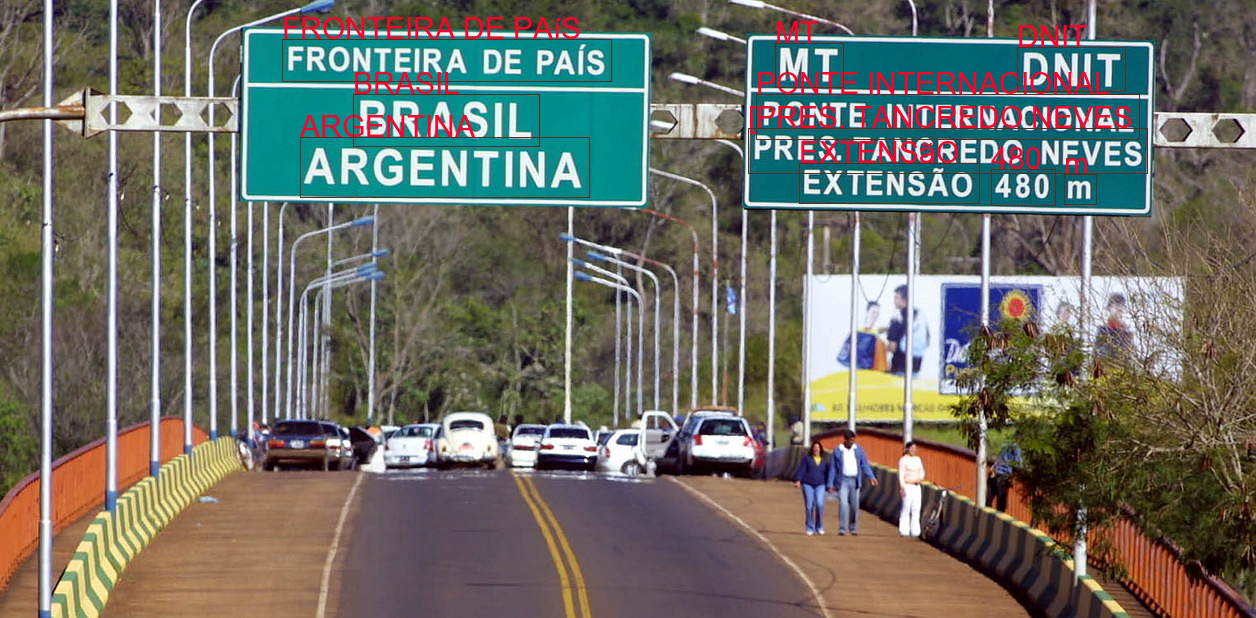 FRONTEIRA DE PAÍS
BRASIL
ARGENTINA
MT DNIT
PONTE INTERNACIONAL
PRES. TANCREDO NEVES
EXTENSÃO 480 m